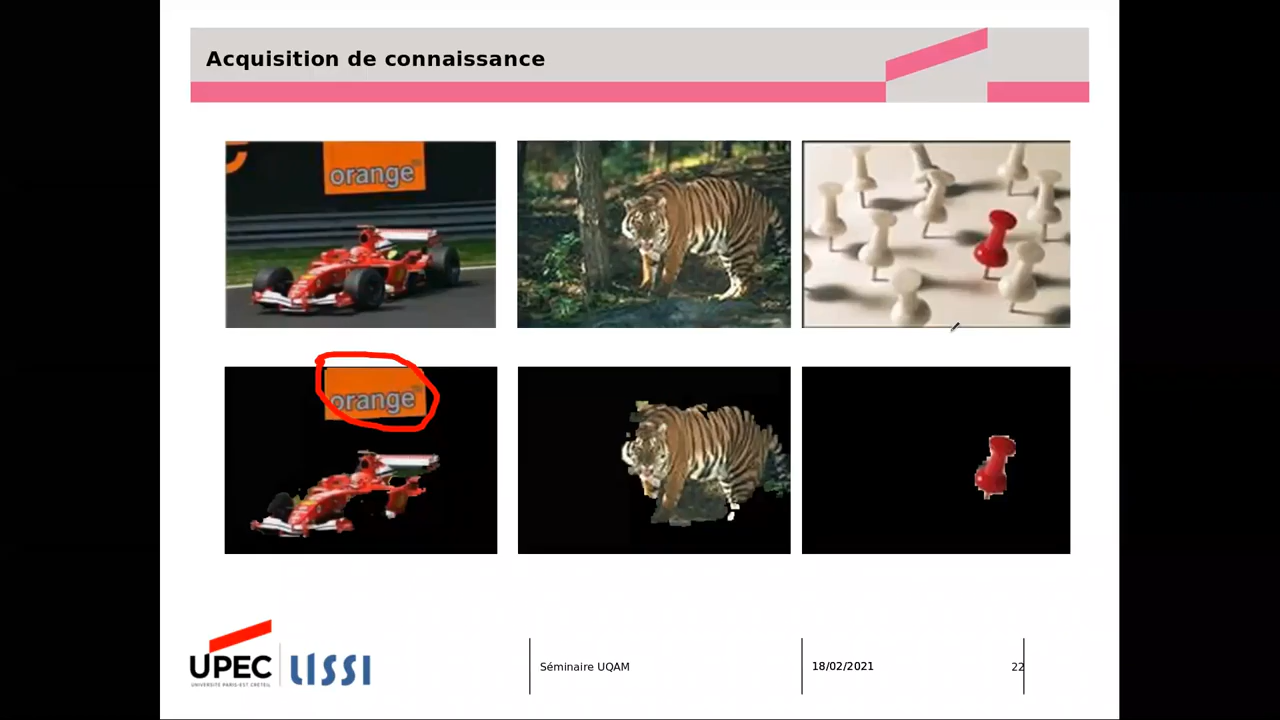 Acquisition de connaissance
orange
orange
UPEC
UNIVERSITÉ PARIS-EST CRÉTEIL
LISSI
Séminaire UQAM
18/02/2021
22